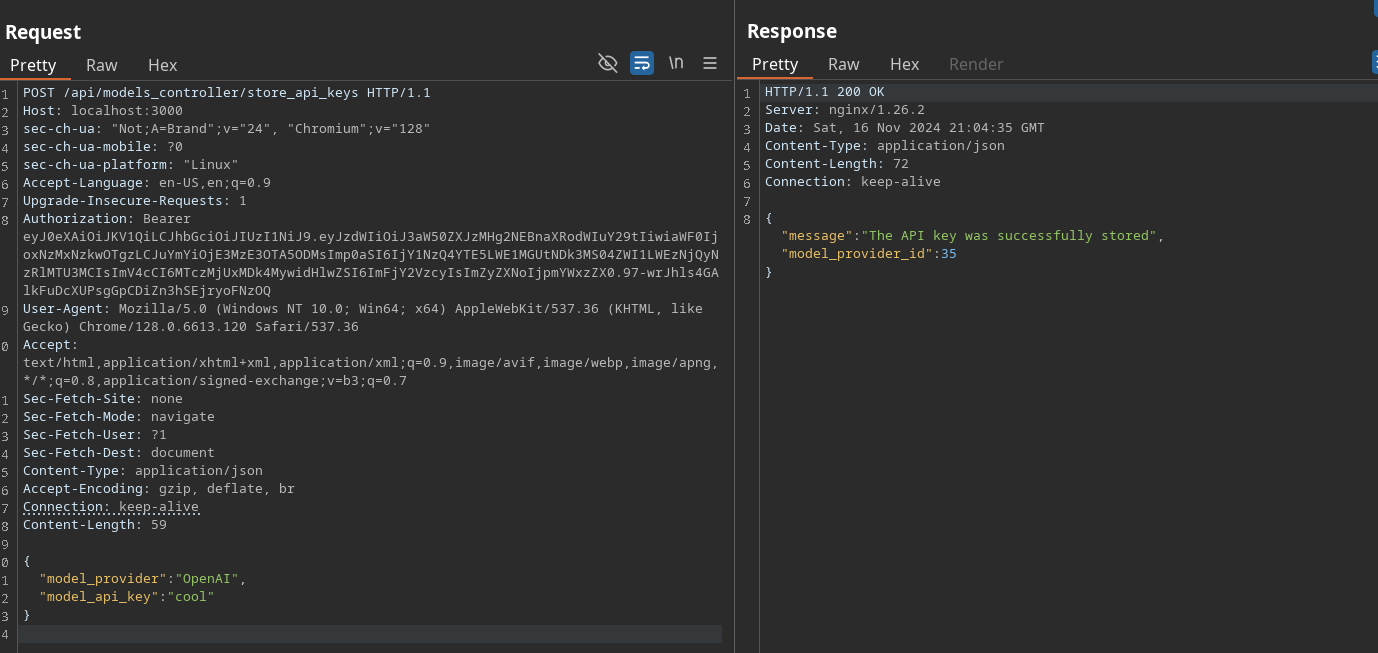 Request
Pretty Raw Hex
\n
1 POST /api/models_controller/store_api_keys HTTP/1.1
2 Host: localhost:3000
3 sec-ch-ua: "Not;A=Brand";v="24", "Chromium";v="128"
4 sec-ch-ua-mobile: ?0
5 sec-ch-ua-platform: "Linux"
6 Accept-Language: en-US,en;q=0.9
7 Upgrade-Insecure-Requests: 1
8 Authorization: Bearer
eyJ0eXAiOiJKV1QiLCJhbGciOiJIUzI1NiJ9.eyJzdWIiOiJ3aW50ZXJzMHg2NEBnaXRodWIuY29tIiwiaWF0Ij
oxNzMxNzkwOTgzLCJuYmYiOjE3MzE3OTA5ODMsImp0aSI6IjY1NzQ4YTE5LWE1MGUtNDk3MS04ZWI1LWEzNjQyN
zRlMTU3MCIsImV4cCI6MTczMjUxMDk4MywidHlwZSI6ImFjY2VzcyIsImZyZXNoIjpmYWxzZX0.97-wrJhls4GA
lkFuDcXUPsgGpCDiZn3hSEjryoFNzOQ
9 User-Agent: Mozilla/5.0 (Windows NT 10.0; Win64; x64) AppleWebKit/537.36 (KHTML, like
Gecko) Chrome/128.0.6613.120 Safari/537.36
0 Accept:
text/html,application/xhtml+xml,application/xml;q=0.9,image/avif,image/webp,image/apng,
*/*;q=0.8,application/signed-exchange;v=b3;q=0.7
1 Sec-Fetch-Site: none
2 Sec-Fetch-Mode: navigate
3 Sec-Fetch-User: ?1
4 Sec-Fetch-Dest: document
5 Content-Type: application/json
6 Accept-Encoding: gzip, deflate, br
7 Connection: keep-alive
8 Content-Length: 59
9
0 {
1 "model_provider":"OpenAI",
2 "model_api_key":"cool"
3 }
4
Response
Pretty Raw Hex Render
1 HTTP/1.1 200 OK
2 Server: nginx/1.26.2
3 Date: Sat, 16 Nov 2024 21:04:35 GMT
4 Content-Type: application/json
5 Content-Length: 72
6 Connection: keep-alive
7
8 {
"message":"The API key was successfully stored",
"model_provider_id":35
}